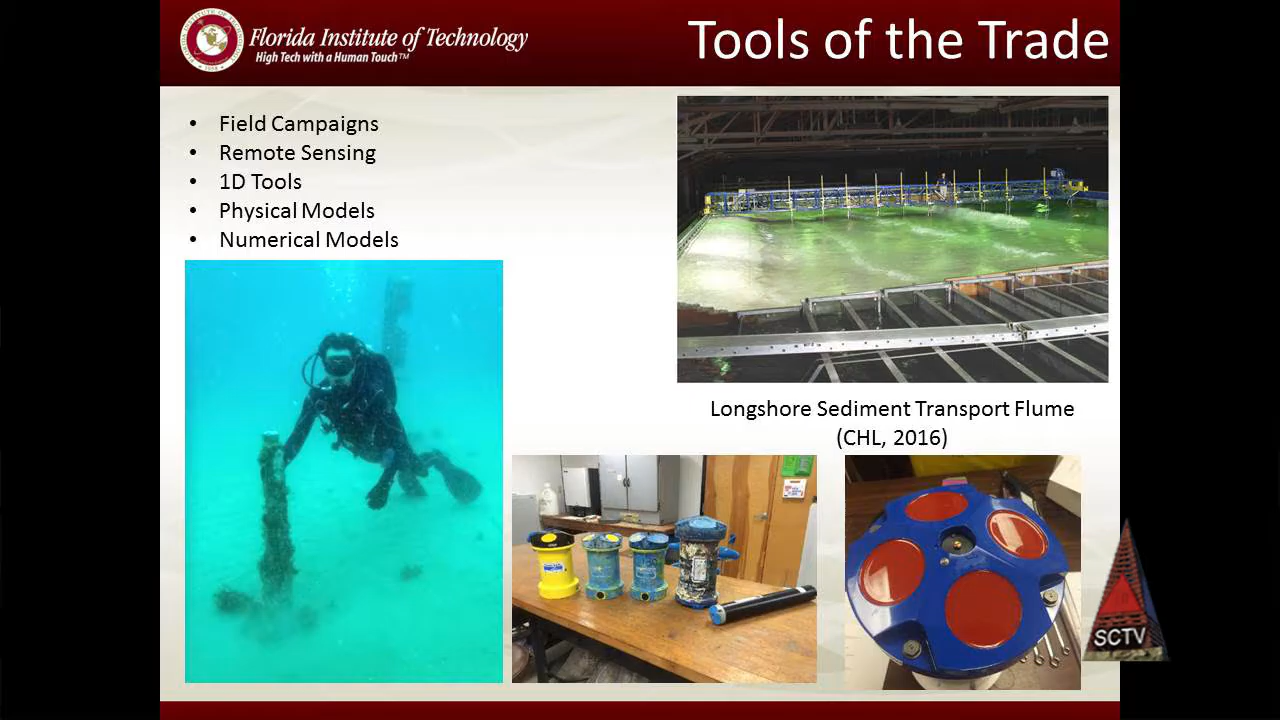 Florida Institute of Technology
High Tech with a Human Touch™
Tools of the Trade
• Field Campaigns
• Remote Sensing
• 1D Tools
• Physical Models
• Numerical Models
Longshore Sediment Transport Flume
(CHL, 2016)
SCTV